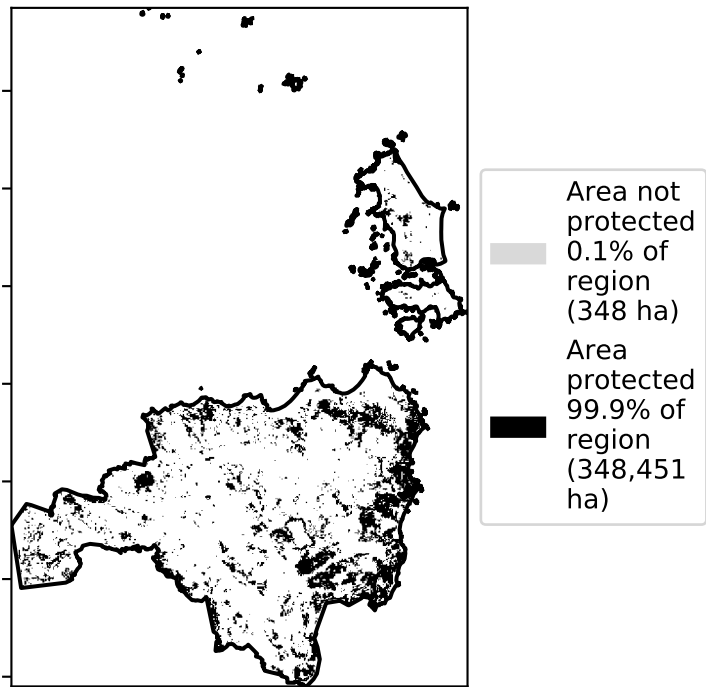 Area not
protected
0.1% of
region
(348 ha)
Area
protected
99.9% of
region
(348,451
ha)